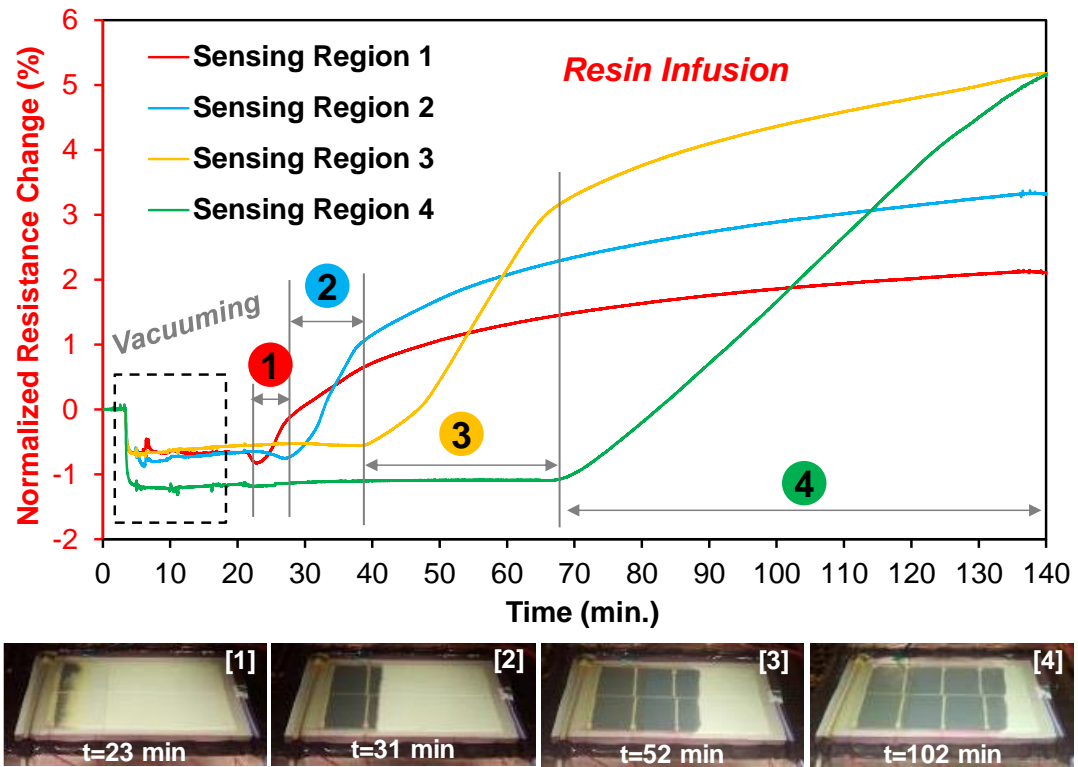 Normalized Resistance Change (%)
6
5
4
3
2
1
0
-1
-2
Sensing Region 1
Sensing Region 2
Sensing Region 3
Sensing Region 4
Resin Infusion
Vacuuming
1
2
3
4
0 10 20 30 40 50 60 70 80 90 100 110 120 130 140
Time (min.)
[1]
t=23 min
[2]
t=31 min
[3]
t=52 min
[4]
t=102 min